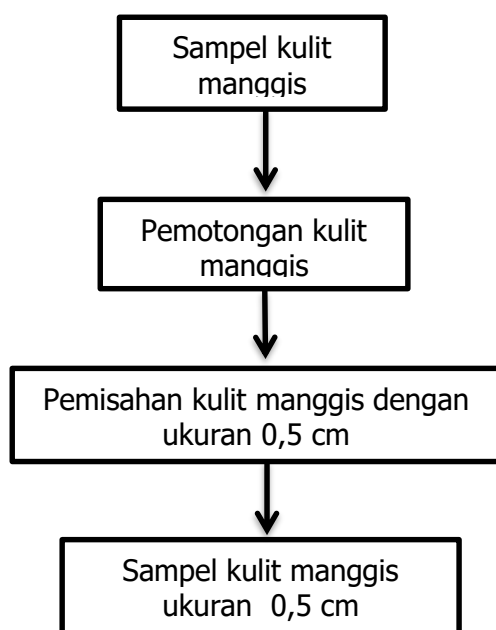 Sampel kulit
manggis
Pemotongan kulit
manggis
Pemisahan kulit manggis dengan
ukuran 0,5 cm
Sampel kulit manggis
ukuran  0,5 cm